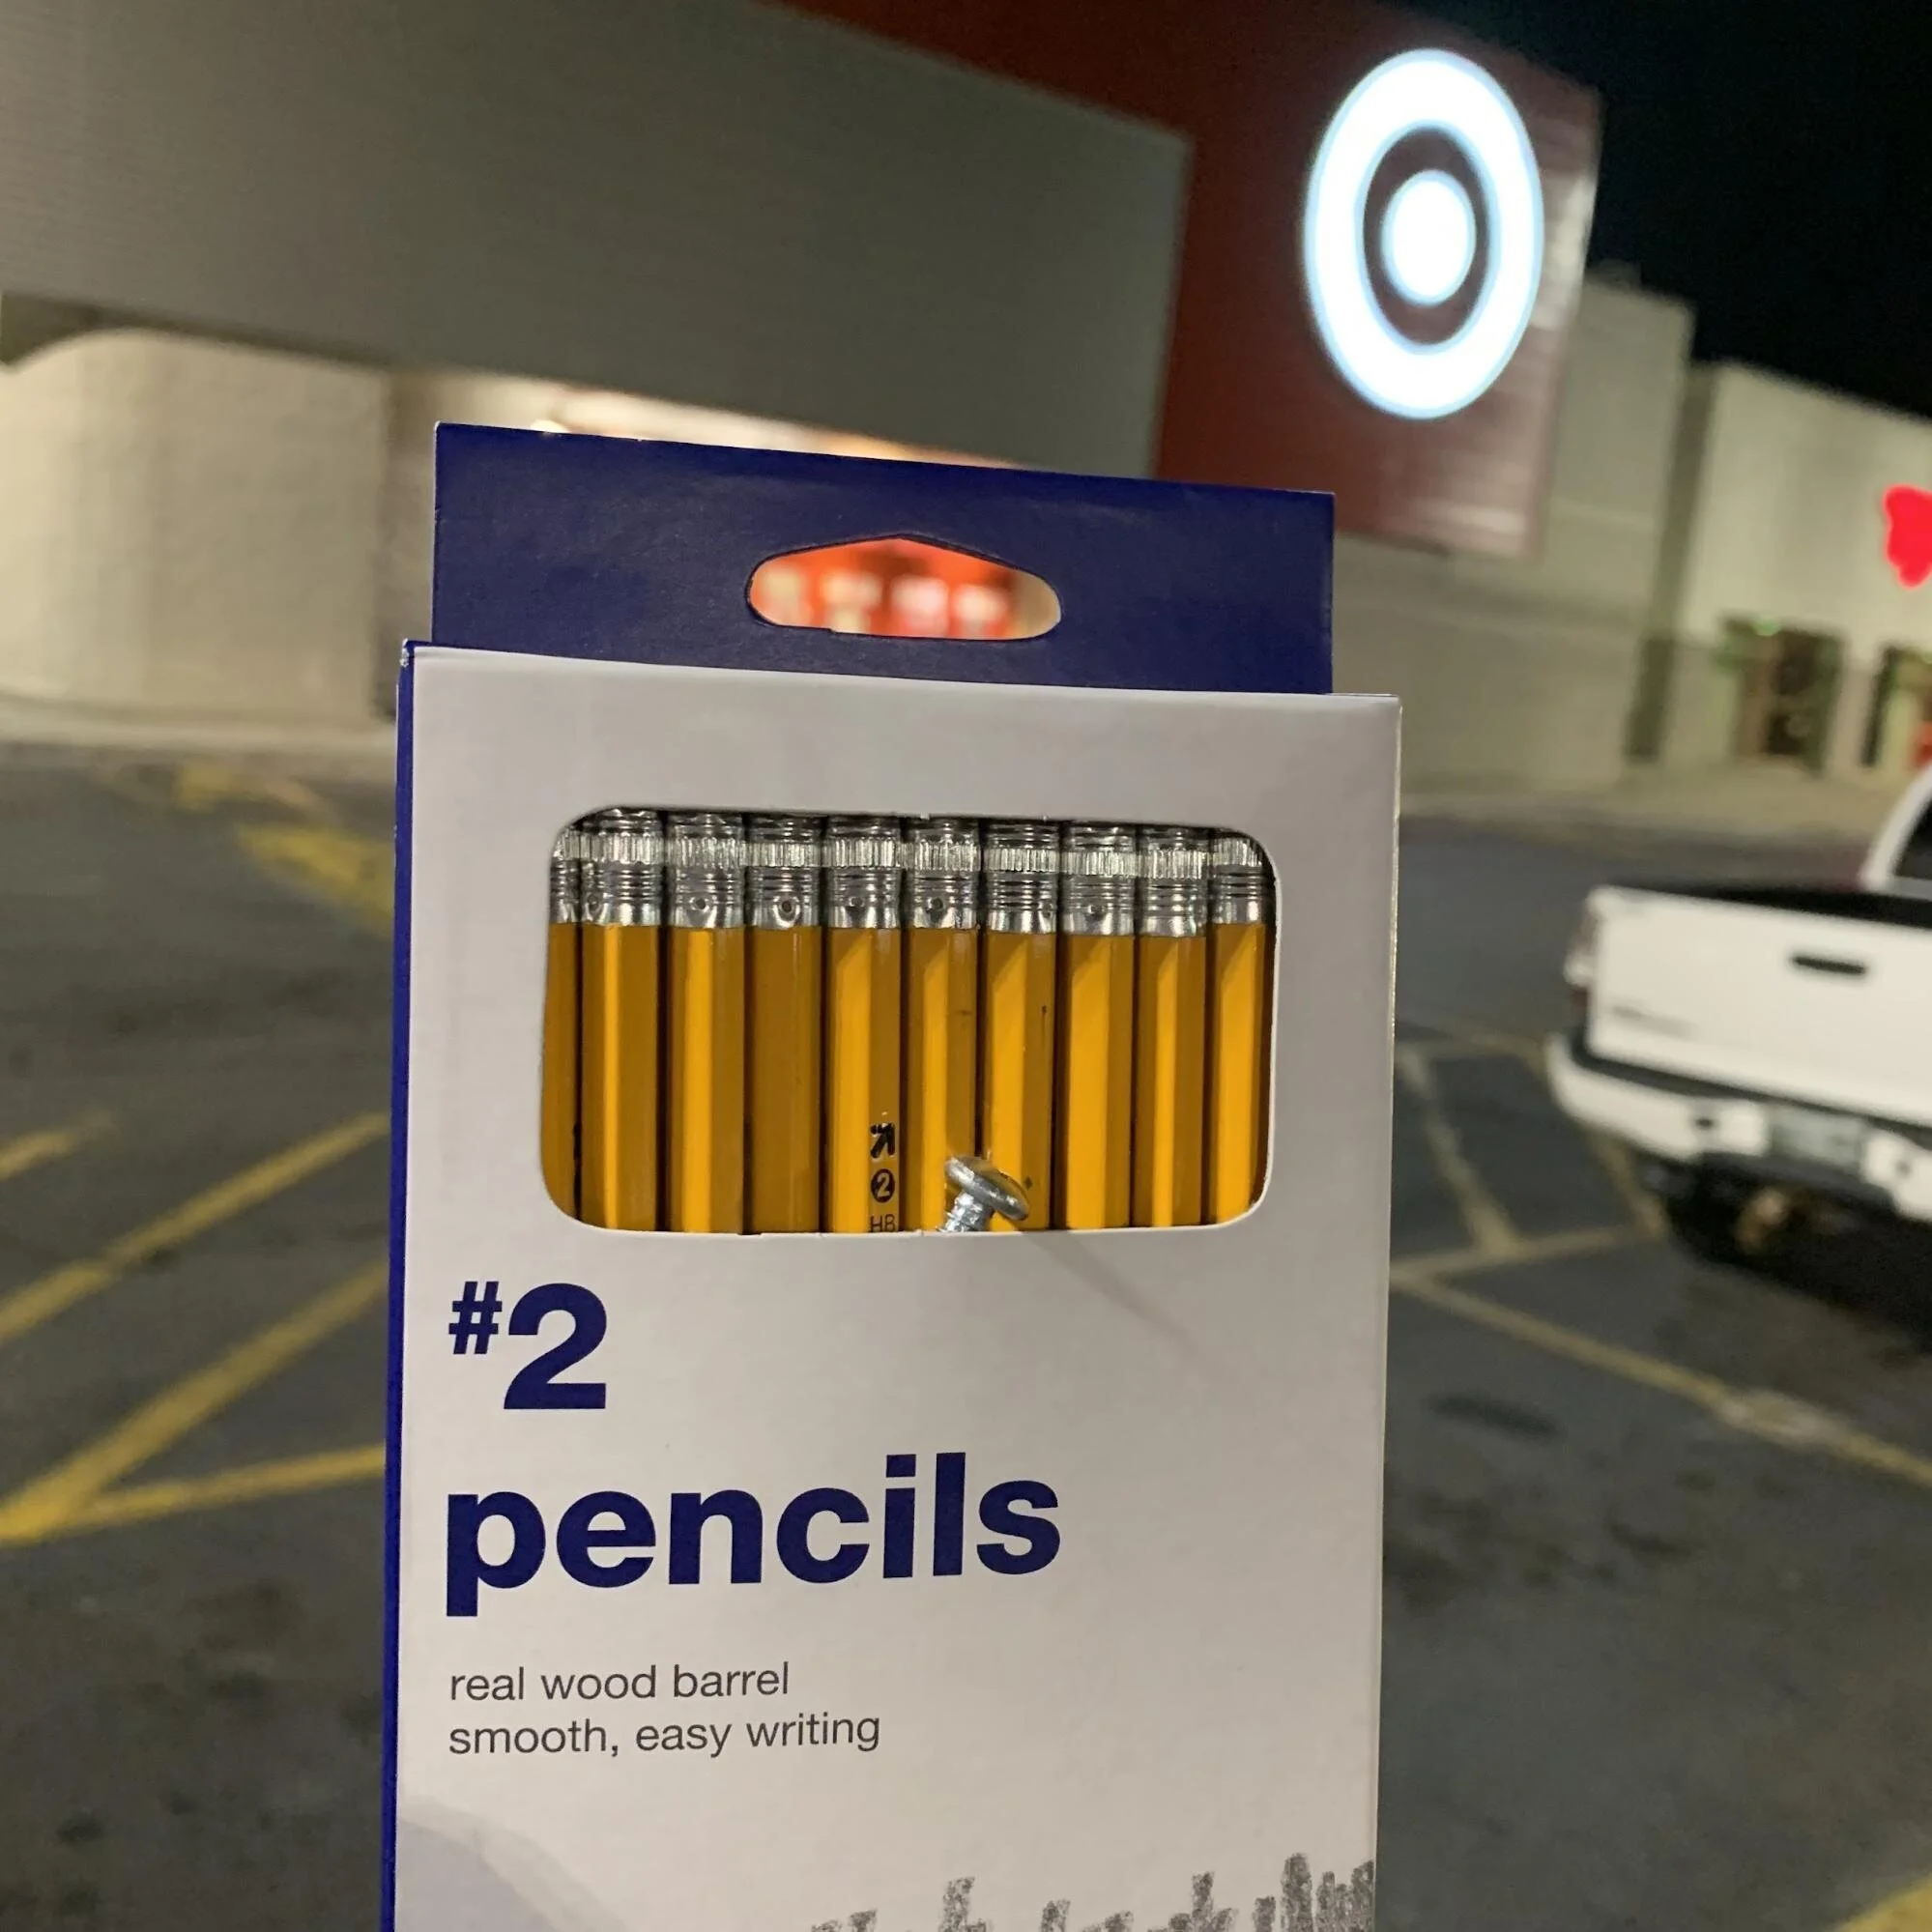 2
HB
#2
pencils
real wood barrel
smooth, easy writing